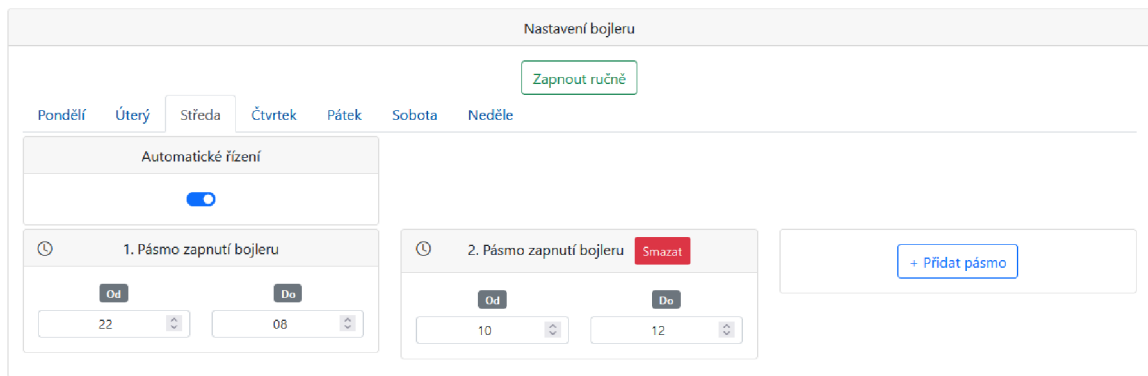 Nastavení bojleru
Zapnout ručně
Pondělí Úterý Středa Čtvrtek Pátek Sobota Neděle
Automatické řízení
1. Pásmo zapnutí bojleru
Od Do
22 08
2. Pásmo zapnutí bojleru Smazat
Od Do
10 12
+ Přidat pásmo